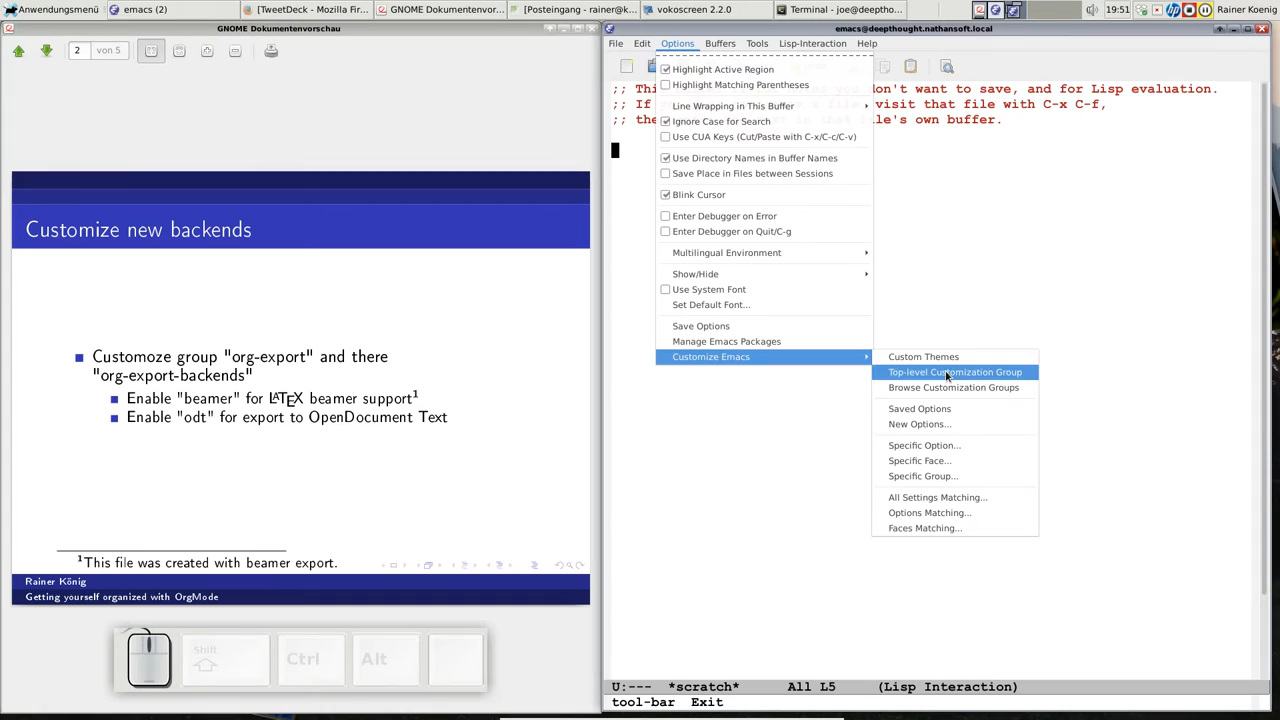 Anwendungsmenü
emacs (2)
[TweetDeck - Mozilla Fir...
GNOME Dokumentenvorsc...
[Posteingang - rainer@k...
vokoscreen 2.2.0
Terminal - joe@deeptho...
19:51
Rainer Koenig
GNOME Dokumentenvorschau
2 von 5
Customize new backends
Customoze group "org-export" and there
"org-export-backends"
Enable "beamer" for LATEX beamer support1
Enable "odt" for export to OpenDocument Text
1This file was created with beamer export.
Rainer König
Getting yourself organized with OrgMode
Shift
Ctrl
Alt
emacs@deepthought.nathansoft.local
File Edit Options Buffers Tools Lisp-Interaction Help
;; Thi
don't want to save, and for Lisp evaluation.
;; If
visit that file with C-x C-f,
;; the
le's own buffer.
Highlight Active Region
Highlight Matching Parentheses
Line Wrapping in This Buffer
Ignore Case for Search
Use CUA Keys (Cut/Paste with C-x/C-c/C-v)
Use Directory Names in Buffer Names
Save Place in Files between Sessions
Blink Cursor
Enter Debugger on Error
Enter Debugger on Quit/C-g
Multilingual Environment
Show/Hide
Use System Font
Set Default Font...
Save Options
Manage Emacs Packages
Customize Emacs
Custom Themes
Top-level Customization Group
Browse Customization Groups
Saved Options
New Options...
Specific Option...
Specific Face...
Specific Group...
All Settings Matching...
Options Matching...
Faces Matching...
U:--- *scratch* All L5 (Lisp Interaction)
tool-bar Exit